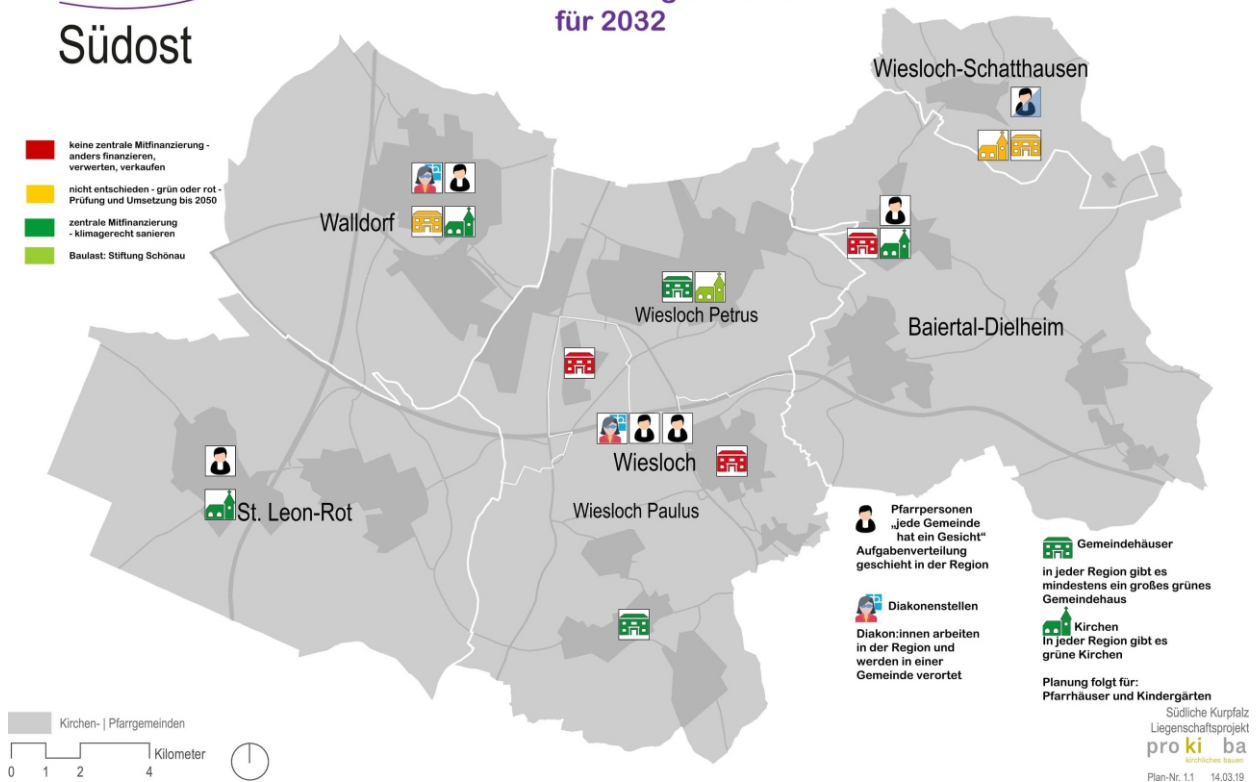 für 2032
Südost
Wiesloch-Schatthausen
keine zentrale Mitfinanzierung -
anders finanzieren,
verwerten, verkaufen
nicht entschieden - grün oder rot -
Prüfung und Umsetzung bis 2050
zentrale Mitfinanzierung
- klimagerecht sanieren
Baulast: Stiftung Schönau
Walldorf
Wiesloch Petrus
Baiertal-Dielheim
Wiesloch
St. Leon-Rot
Wiesloch Paulus
Pfarrpersonen
„jede Gemeinde
hat ein Gesicht“
Aufgabenverteilung
geschieht in der Region
Diakonenstellen
Diakon:innen arbeiten
in der Region und
werden in einer
Gemeinde verortet
Gemeindehäuser
in jeder Region gibt es
mindestens ein großes grünes
Gemeindehaus
Kirchen
In jeder Region gibt es
grüne Kirchen
Planung folgt für:
Pfarrhäuser und Kindergärten
Kirchen- | Pfarrgemeinden
Kilometer
0 1 2 4
Südliche Kurpfalz
Liegenschaftsprojekt
pro ki ba
kirchliches bauen
Plan-Nr. 1.1 14.03.19